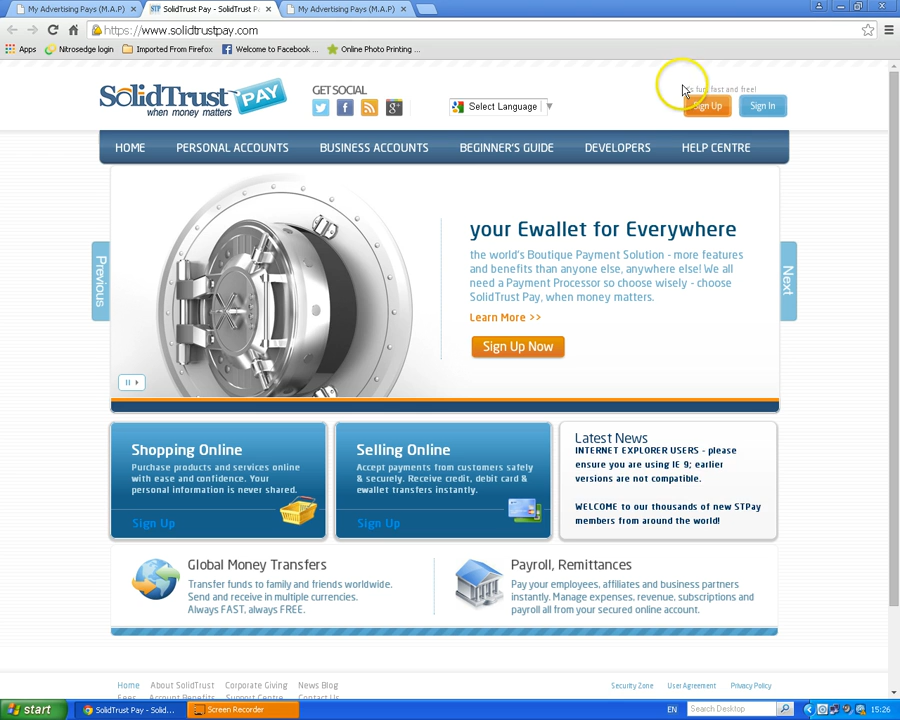 My Advertising Pays (M.A.P)
STP SolidTrust Pay - SolidTrust P
My Advertising Pays (M.A.P)
https://www.solidtrustpay.com
Apps
Nitrosedge login
Imported From Firefox
Welcome to Facebook ...
Online Photo Printing ...
SolidTrust PAY
when money matters
GET SOCIAL
Select Language
fun, fast and free!
Sign Up
Sign In
HOME
PERSONAL ACCOUNTS
BUSINESS ACCOUNTS
BEGINNER'S GUIDE
DEVELOPERS
HELP CENTRE
Previous
your Ewallet for Everywhere
the world's Boutique Payment Solution - more features
and benefits than anyone else, anywhere else! We all
need a Payment Processor so choose wisely - choose
SolidTrust Pay, when money matters.
Learn More >>
Sign Up Now
Next
Shopping Online
Purchase products and services online
with ease and confidence. Your
personal information is never shared.
Sign Up
Selling Online
Accept payments from customers safely
& securely. Receive credit, debit card &
ewallet transfers instantly.
Sign Up
Latest News
INTERNET EXPLORER USERS - please
ensure you are using IE 9; earlier
versions are not compatible.
WELCOME to our thousands of new STPay
members from around the world!
Global Money Transfers
Transfer funds to family and friends worldwide.
Send and receive in multiple currencies.
Always FAST, always FREE.
Payroll, Remittances
Pay your employees, affiliates and business partners
instantly. Manage expenses, revenue, subscriptions and
payroll all from your secured online account.
Home
About SolidTrust
Corporate Giving
News Blog
Security Zone
User Agreement
Privacy Policy
Fees
Account Benefits
Support Centre
Contact Us
start
SolidTrust Pay - Solid...
Screen Recorder
EN
Search Desktop
15:26